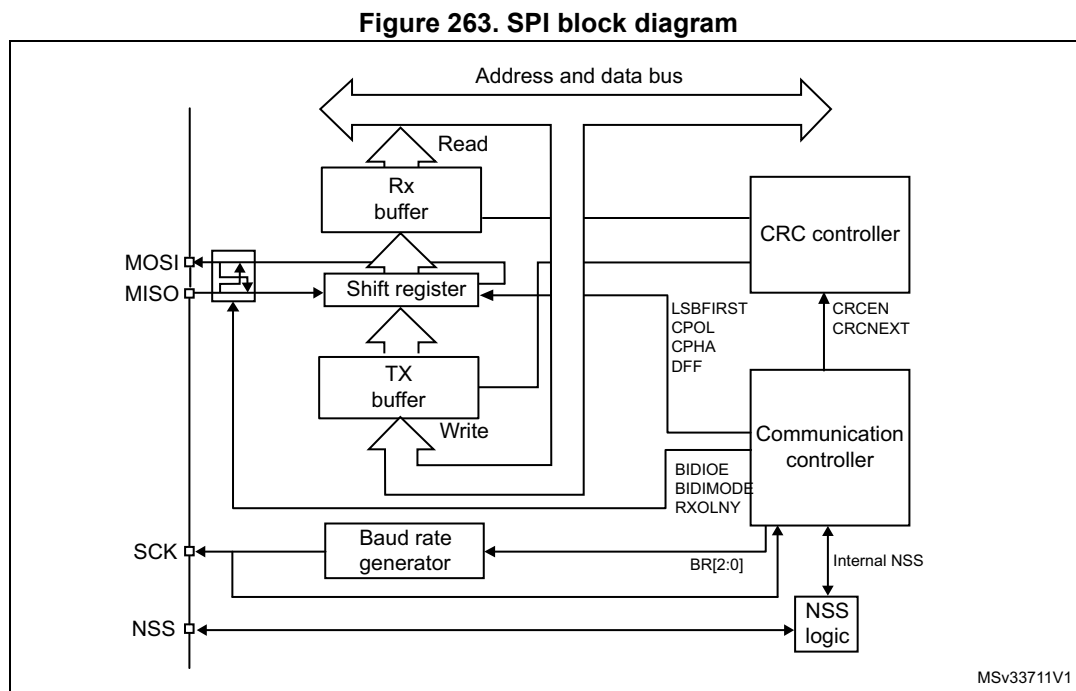 Figure 263. SPI block diagram
Address and data bus
Read
Rx
buffer
CRC controller
MOSI
MISO
Shift register
LSBFIRST
CPOL
CPHA
DFF
CRCEN
CRCNEXT
TX
buffer
Write
Communication
controller
BIDIOE
BIDIMODE
RXOLNY
SCK
Baud rate
generator
BR[2:0]
Internal NSS
NSS
NSS
logic
MSv33711V1